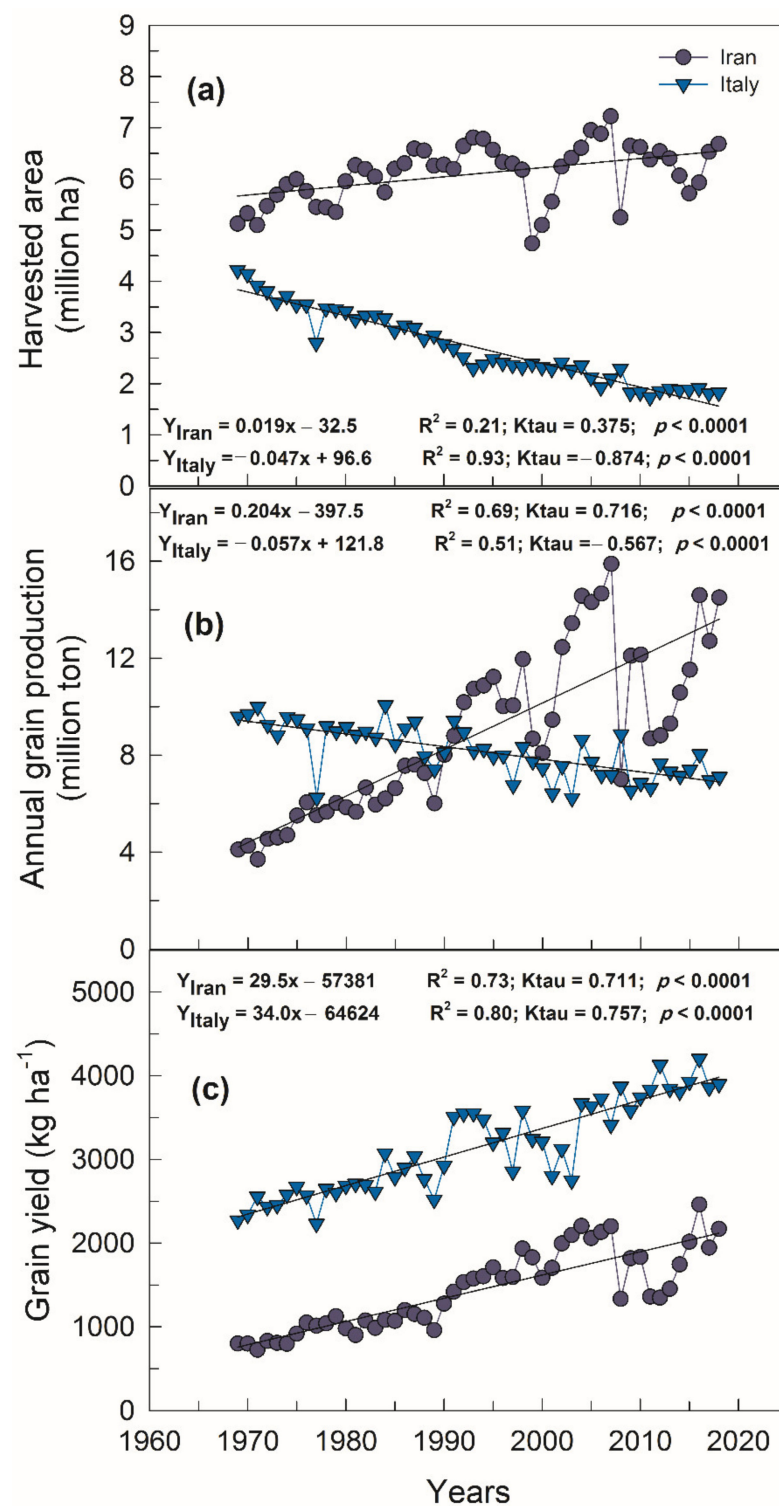 9
8
7
6
5
4
3
2
1
0
Harvested area
(million ha)
(a)
Iran
Italy
Y Iran = 0.019x – 32.5 R² = 0.21; Ktau = 0.375; p < 0.0001
Y Italy = – 0.047x + 96.6 R² = 0.93; Ktau = – 0.874; p < 0.0001
Y Iran = 0.204x – 397.5 R² = 0.69; Ktau = 0.716; p < 0.0001
Y Italy = – 0.057x + 121.8 R² = 0.51; Ktau = – 0.567; p < 0.0001
16
12
8
4
0
Annual grain production
(million ton)
(b)
Y Iran = 29.5x – 57381 R² = 0.73; Ktau = 0.711; p < 0.0001
Y Italy = 34.0x – 64624 R² = 0.80; Ktau = 0.757; p < 0.0001
5000
4000
3000
2000
1000
0
Grain yield (kg ha⁻¹)
(c)
1960 1970 1980 1990 2000 2010 2020
Years